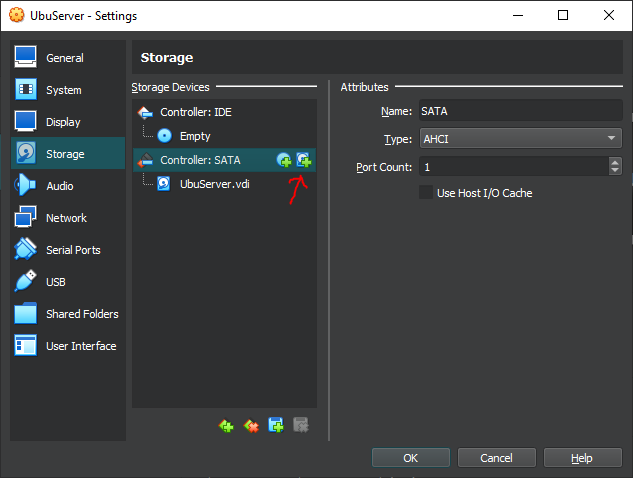 UbuServer - Settings
General
System
Display
Storage
Audio
Network
Serial Ports
USB
Shared Folders
User Interface
Storage
Storage Devices
Controller: IDE
Empty
Controller: SATA
UbuServer.vdi
Attributes
Name: SATA
Type: AHCI
Port Count: 1
Use Host I/O Cache
OK
Cancel
Help